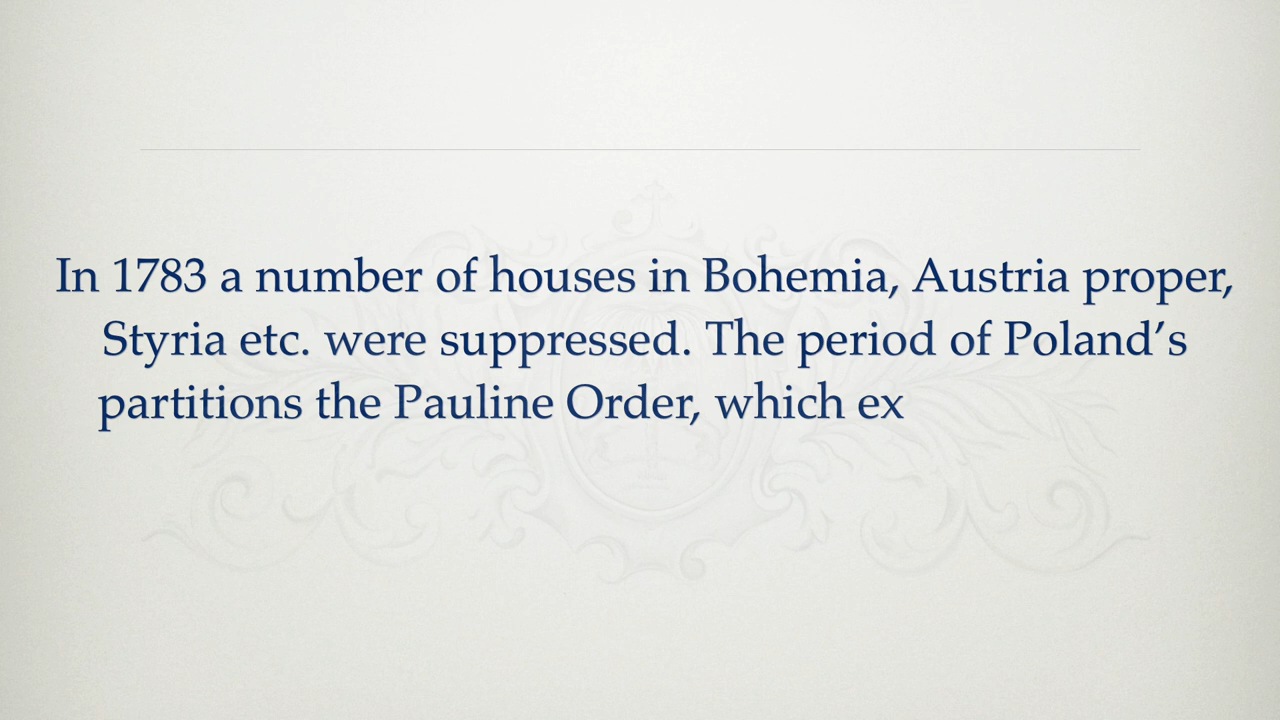 In 1783 a number of houses in Bohemia, Austria proper,
Styria etc. were suppressed. The period of Poland’s
partitions the Pauline Order, which ex